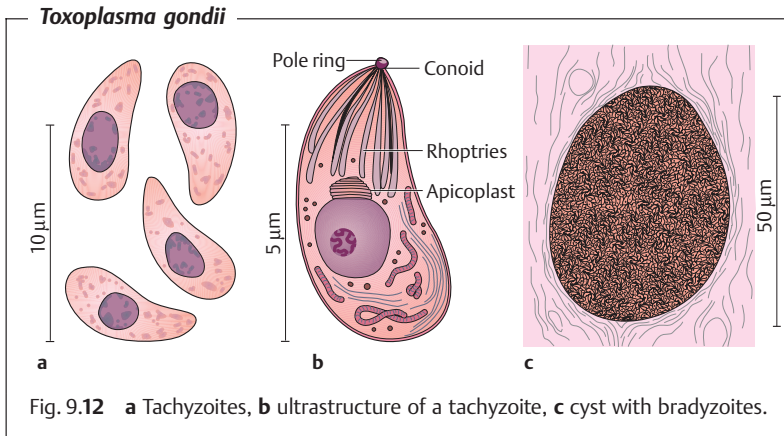 Toxoplasma gondii
Pole ring
Conoid
Rhoptries
Apicoplast
10 µm
5 µm
50 µm
a
b
c
Fig. 9.12 a Tachyzoites, b ultrastructure of a tachyzoite, c cyst with bradyzoites.